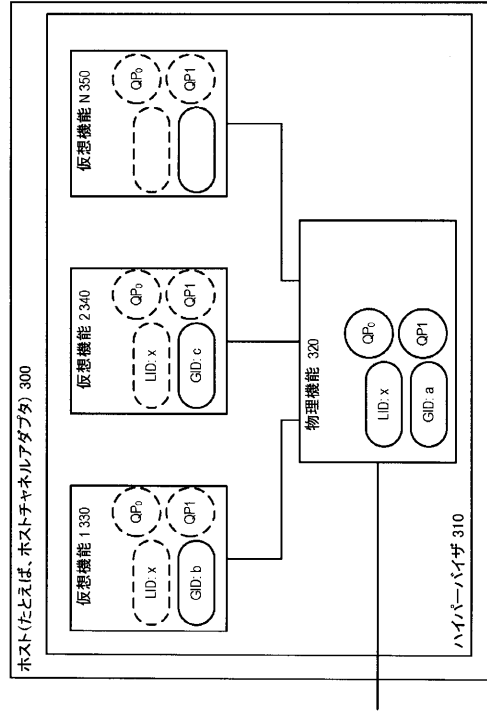 ホスト(たとえば、ホストチャネルアダプタ) 300
仮想機能 1 330
LID: x
QP₀
GID: b
QP1
仮想機能 2 340
LID: x
QP₀
GID: c
QP1
仮想機能 N 350
QP₀
QP1
物理機能 320
LID: x
QP₀
GID: a
QP1
ハイパーバイザ 310